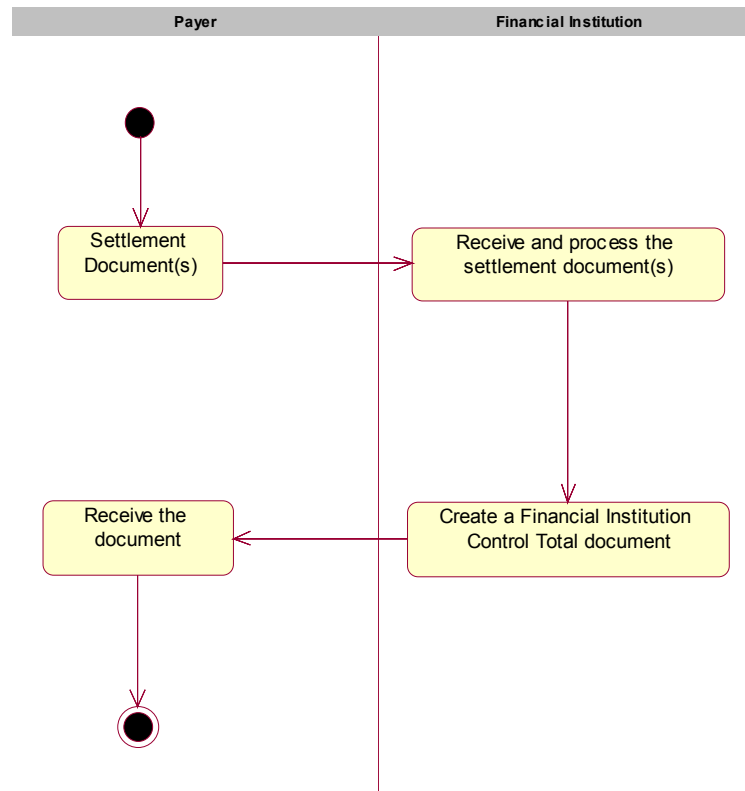 Payer
Financial Institution
Settlement
Document(s)
Receive and process the
settlement document(s)
Receive the
document
Create a Financial Institution
Control Total document